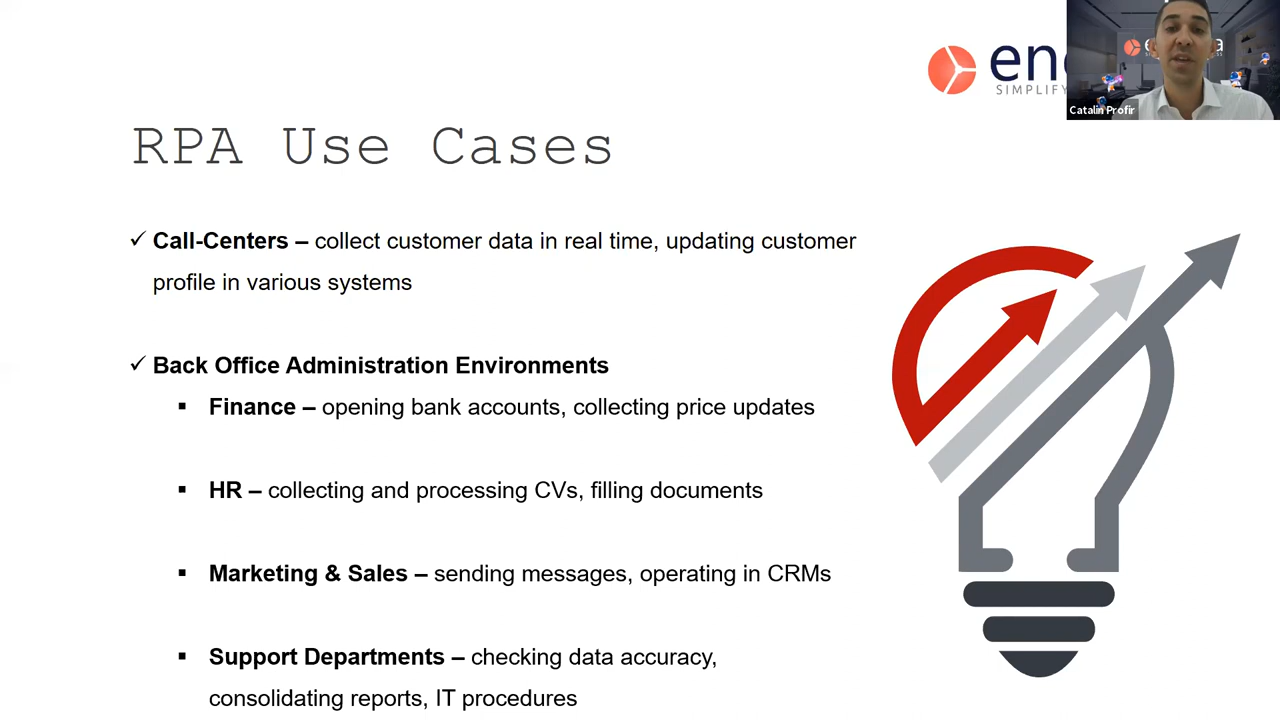 en
SIMPLIFY
Catalin Profir
RPA Use Cases
✓ Call-Centers – collect customer data in real time, updating customer
profile in various systems
✓ Back Office Administration Environments
▪ Finance – opening bank accounts, collecting price updates
▪ HR – collecting and processing CVs, filling documents
▪ Marketing & Sales – sending messages, operating in CRMs
▪ Support Departments – checking data accuracy,
consolidating reports, IT procedures